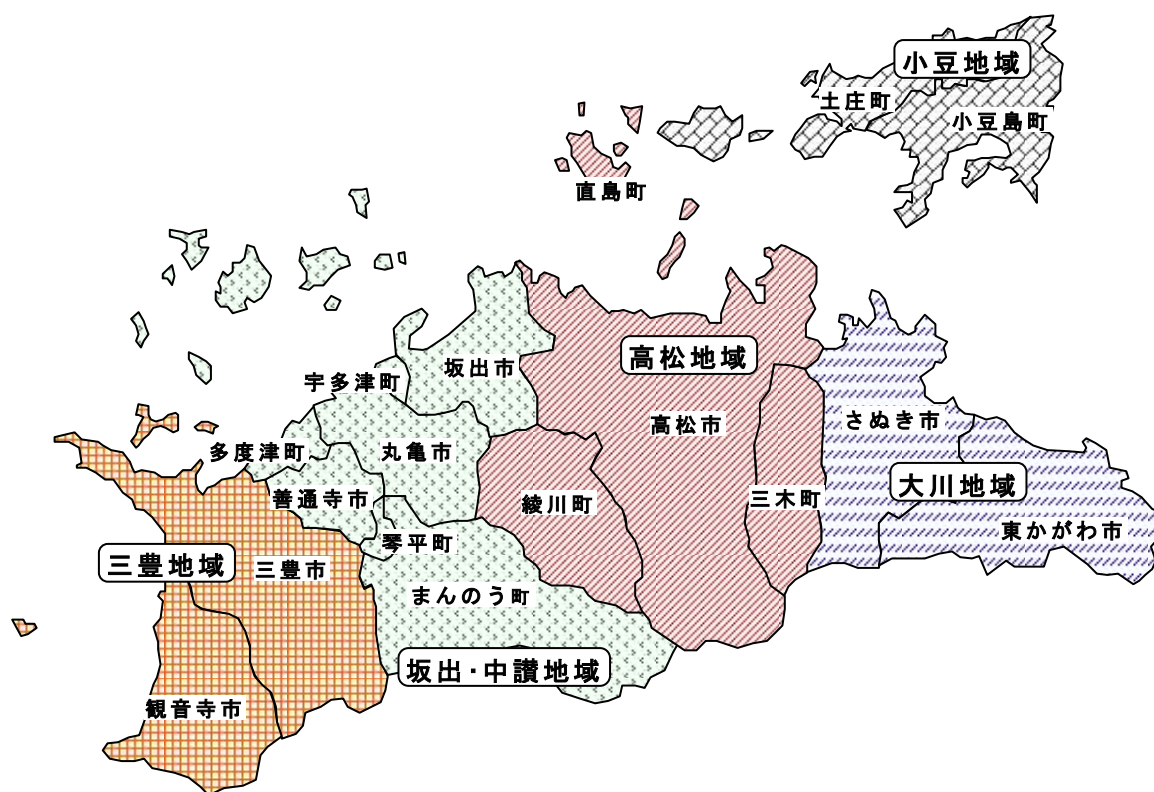 小豆地域
土庄町
小豆島町
直島町
高松地域
坂出市
宇多津町
高松市
さぬき市
多度津町
丸亀市
大川地域
善通寺市
綾川町
三木町
東かがわ市
琴平町
三豊地域
三豊市
まんのう町
坂出・中讃地域
観音寺市